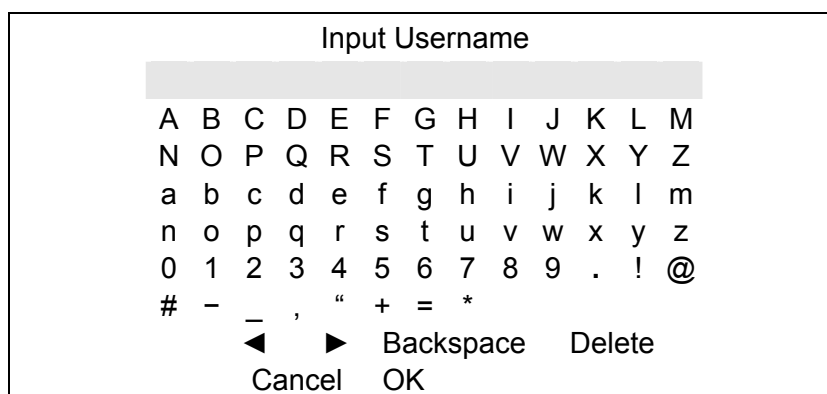 Input Username
A B C D E F G H I J K L M
N O P Q R S T U V W X Y Z
a b c d e f g h i j k l m
n o p q r s t u v w x y z
0 1 2 3 4 5 6 7 8 9 . ! @
# − _ , “ + = *
◄ ► Backspace Delete
Cancel OK